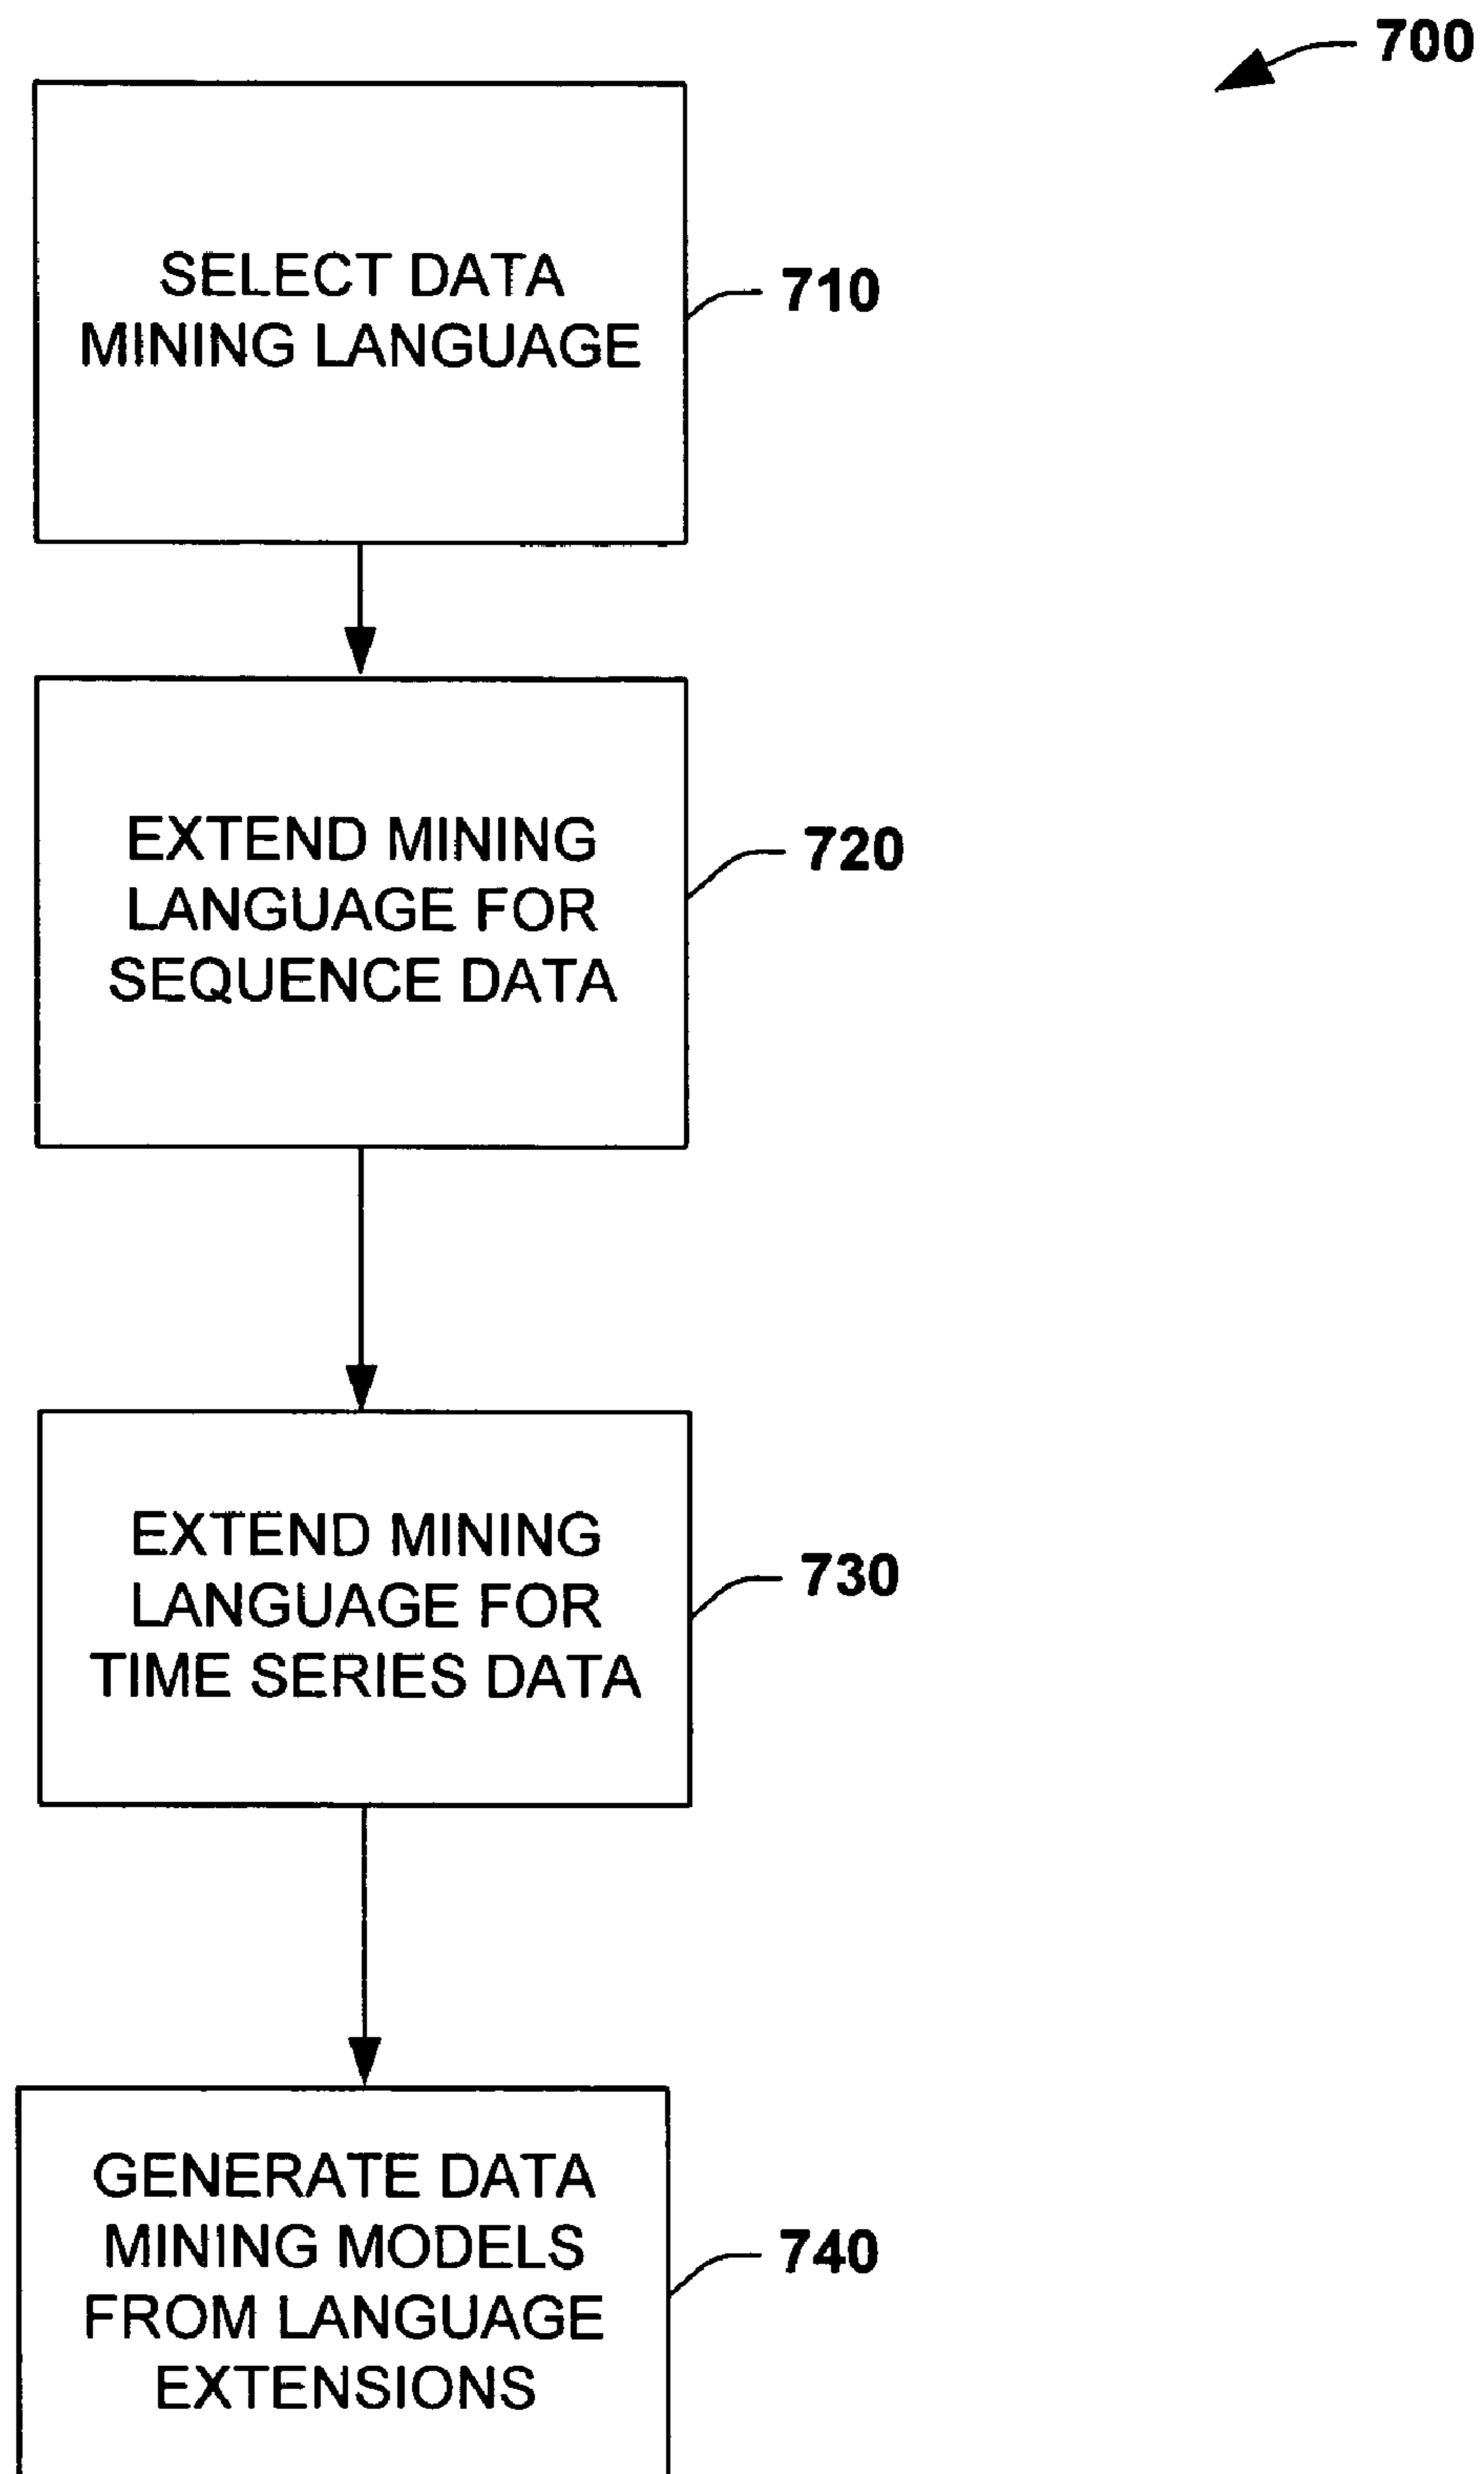 700
SELECT DATA
MINING LANGUAGE
710
EXTEND MINING
LANGUAGE FOR
SEQUENCE DATA
720
EXTEND MINING
LANGUAGE FOR
TIME SERIES DATA
730
GENERATE DATA
MINING MODELS
FROM LANGUAGE
EXTENSIONS
740